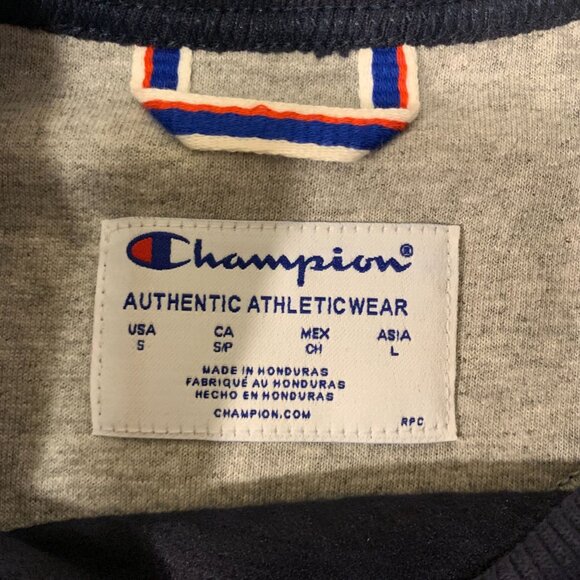 Champion®
AUTHENTIC ATHLETICWEAR
USA CA MEX ASIA
S S/P CH L
MADE IN HONDURAS
FABRIQUÉ AU HONDURAS
HECHO EN HONDURAS
CHAMPION.COM
RPC